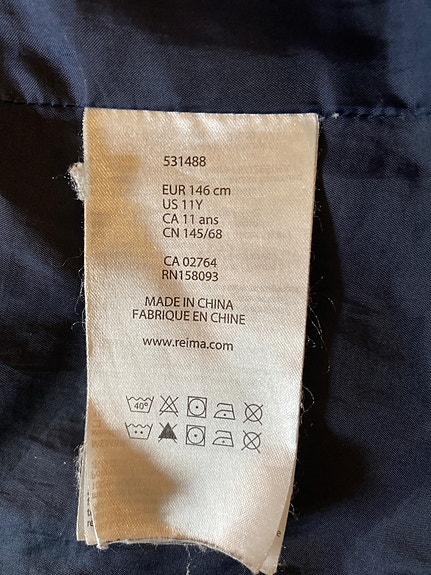 531488
EUR 146 cm
US 11Y
CA 11 ans
CN 145/68
CA 02764
RN158093
MADE IN CHINA
FABRIQUE EN CHINE
www.reima.com
40°